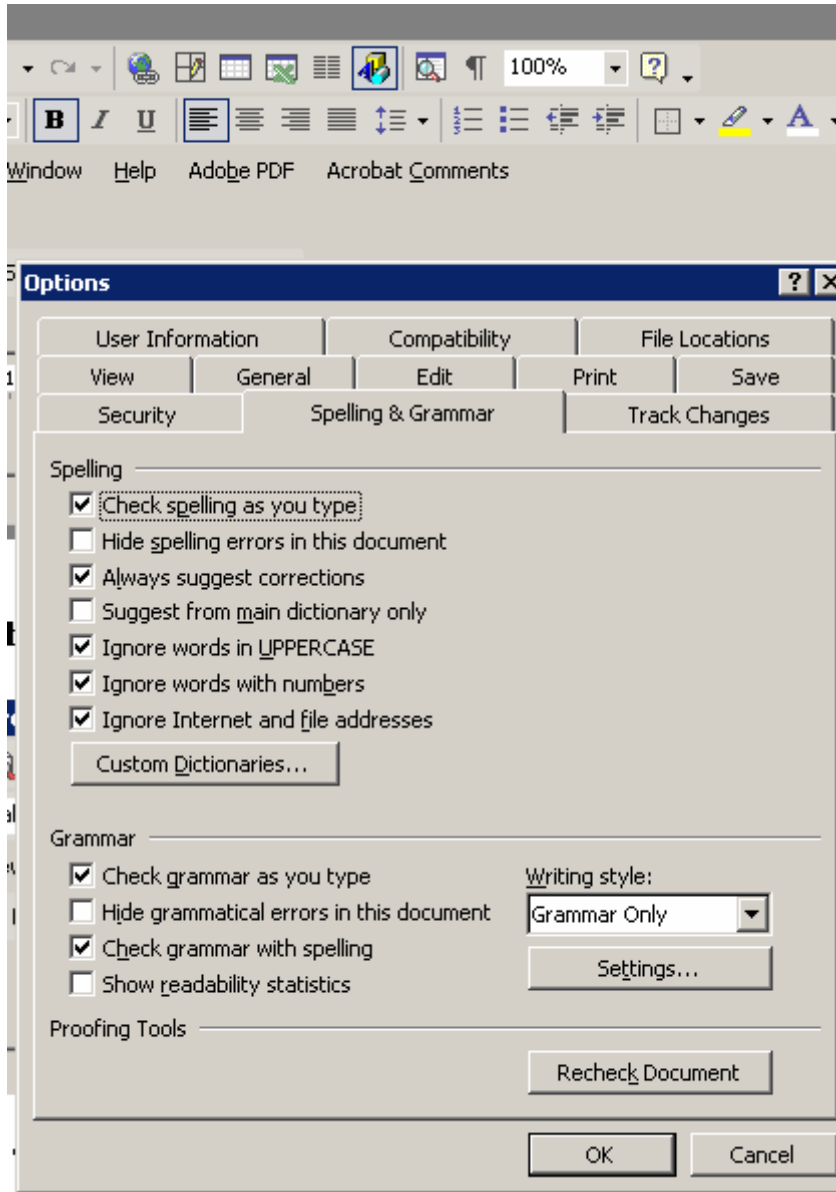 100%
B I U A
Window Help Adobe PDF Acrobat Comments
5
Options
User Information Compatibility File Locations
1
View General Edit Print Save
Security Spelling & Grammar Track Changes
Spelling
Check spelling as you type
Hide spelling errors in this document
Always suggest corrections
Suggest from main dictionary only
Ignore words in UPPERCASE
Ignore words with numbers
Ignore Internet and file addresses
Custom Dictionaries...
Grammar
Check grammar as you type Writing style:
Hide grammatical errors in this document Grammar Only
Check grammar with spelling
Settings...
Show readability statistics
Proofing Tools
Recheck Document
OK Cancel